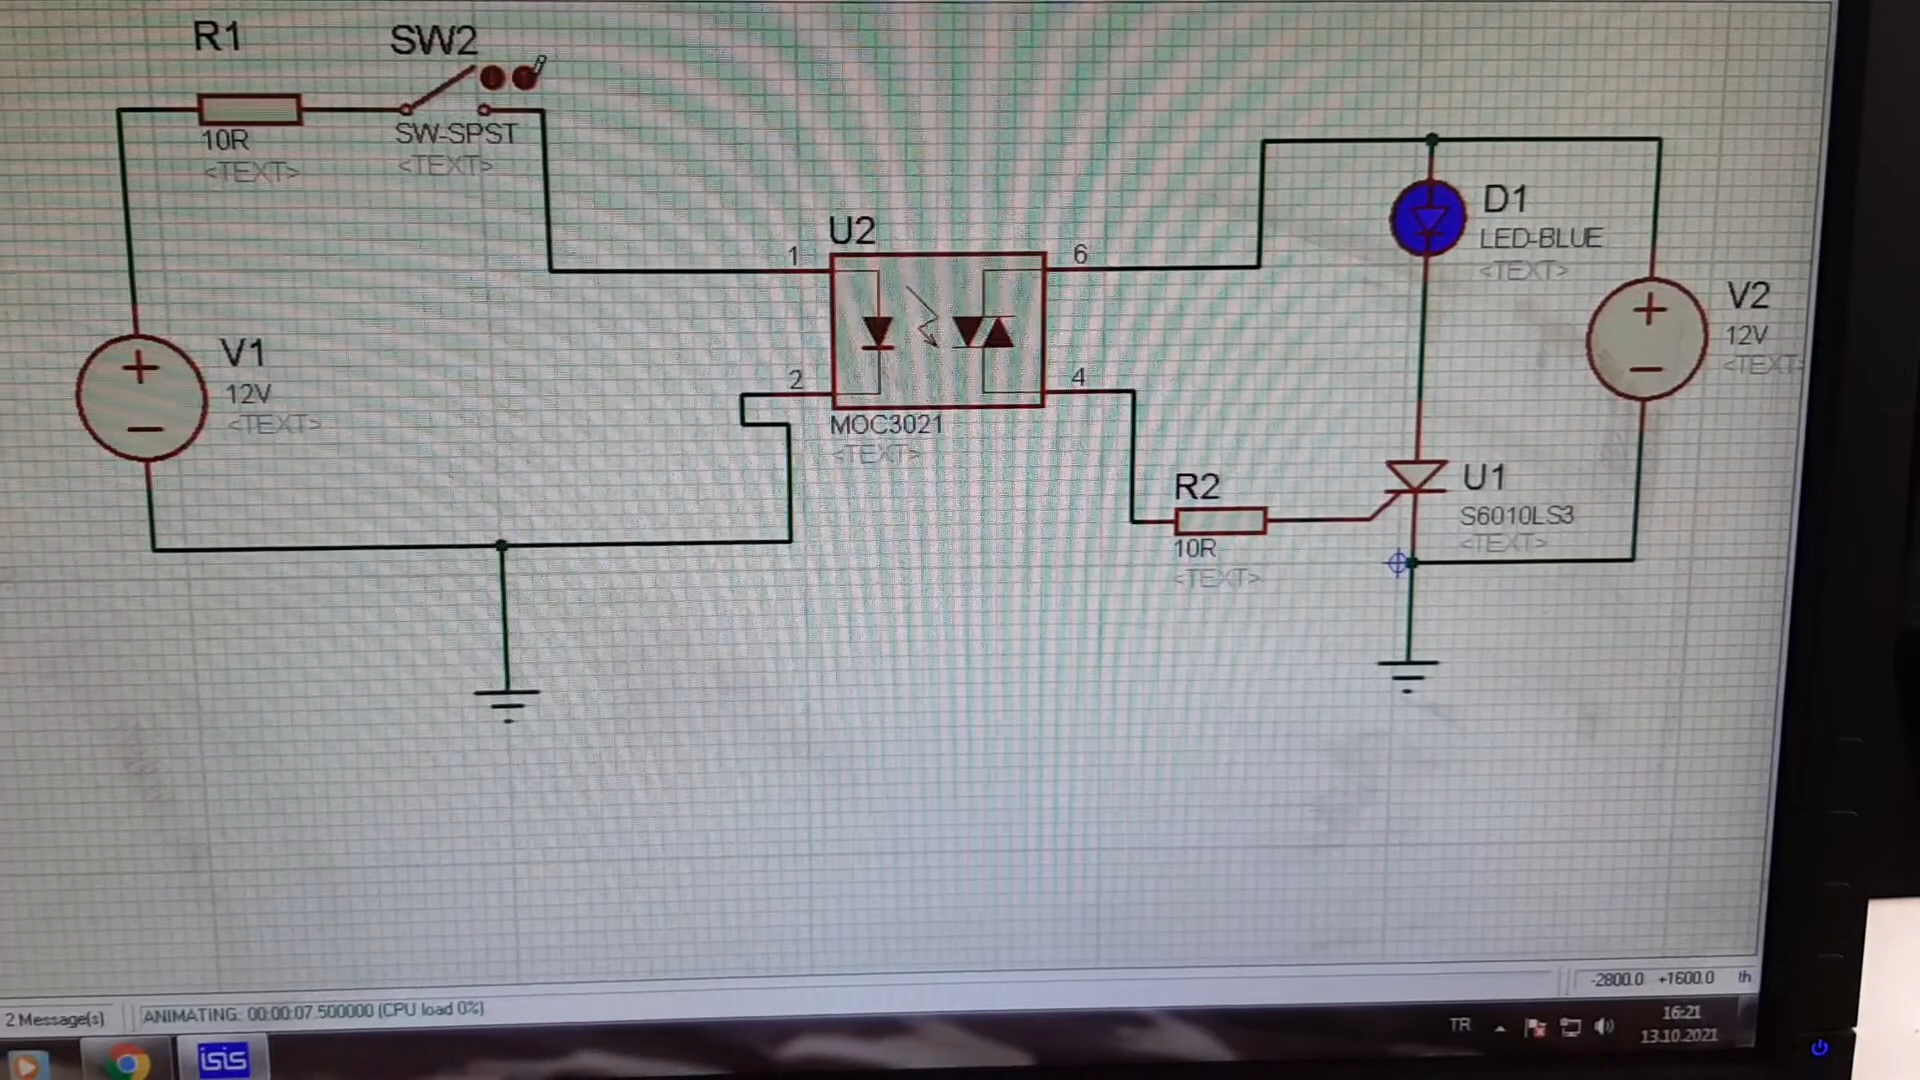 R1
10R
<TEXT>
SW2
SW-SPST
<TEXT>
V1
12V
<TEXT>
U2
1
2
6
4
MOC3021
<TEXT>
D1
LED-BLUE
<TEXT>
V2
12V
<TEXT>
R2
10R
<TEXT>
U1
S6010LS3
<TEXT>
-2800.0 +1600.0 th
2 Message(s)
ANIMATING: 00:00:07.500000 (CPU load 0%)
isis
TR
16:21
13.10.2021